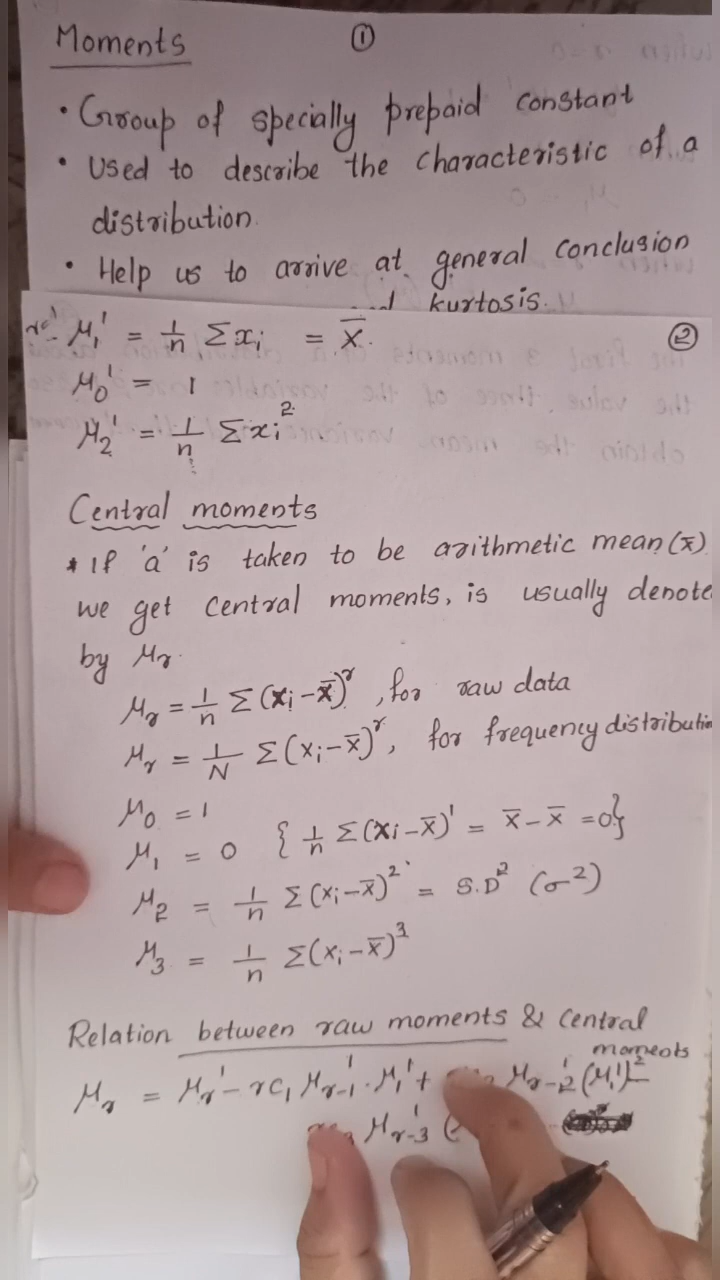 Moments ①
• Group of specially prepaid constant
• Used to describe the characteristic of a
distribution.
• Help us to arrive at general conclusion
kurtosis.
②
μ₁' = 1/n Σxi = x̄.
μ₀' = 1
μ₂' = 1/n Σxi²
Central moments
* If 'a' is taken to be arithmetic mean (x̄)
we get Central moments, is usually denote
by μr
μr = 1/n Σ(xi-x̄)^r, for raw data
μr = 1/N Σ(xi-x̄)^r, for frequency distributi
μ₀ = 1
μ₁ = 0 { 1/n Σ(xi-x̄)' = x̄-x̄ =0}
μ₂ = 1/n Σ(xi-x̄)² = S.D² (σ²)
μ₃ = 1/n Σ(xi-x̄)³
Relation between raw moments & Central
moments
μr = μr' - rC₁ μr-1'.μ₁' + μr-2' (μ₁')²
μr-3' (